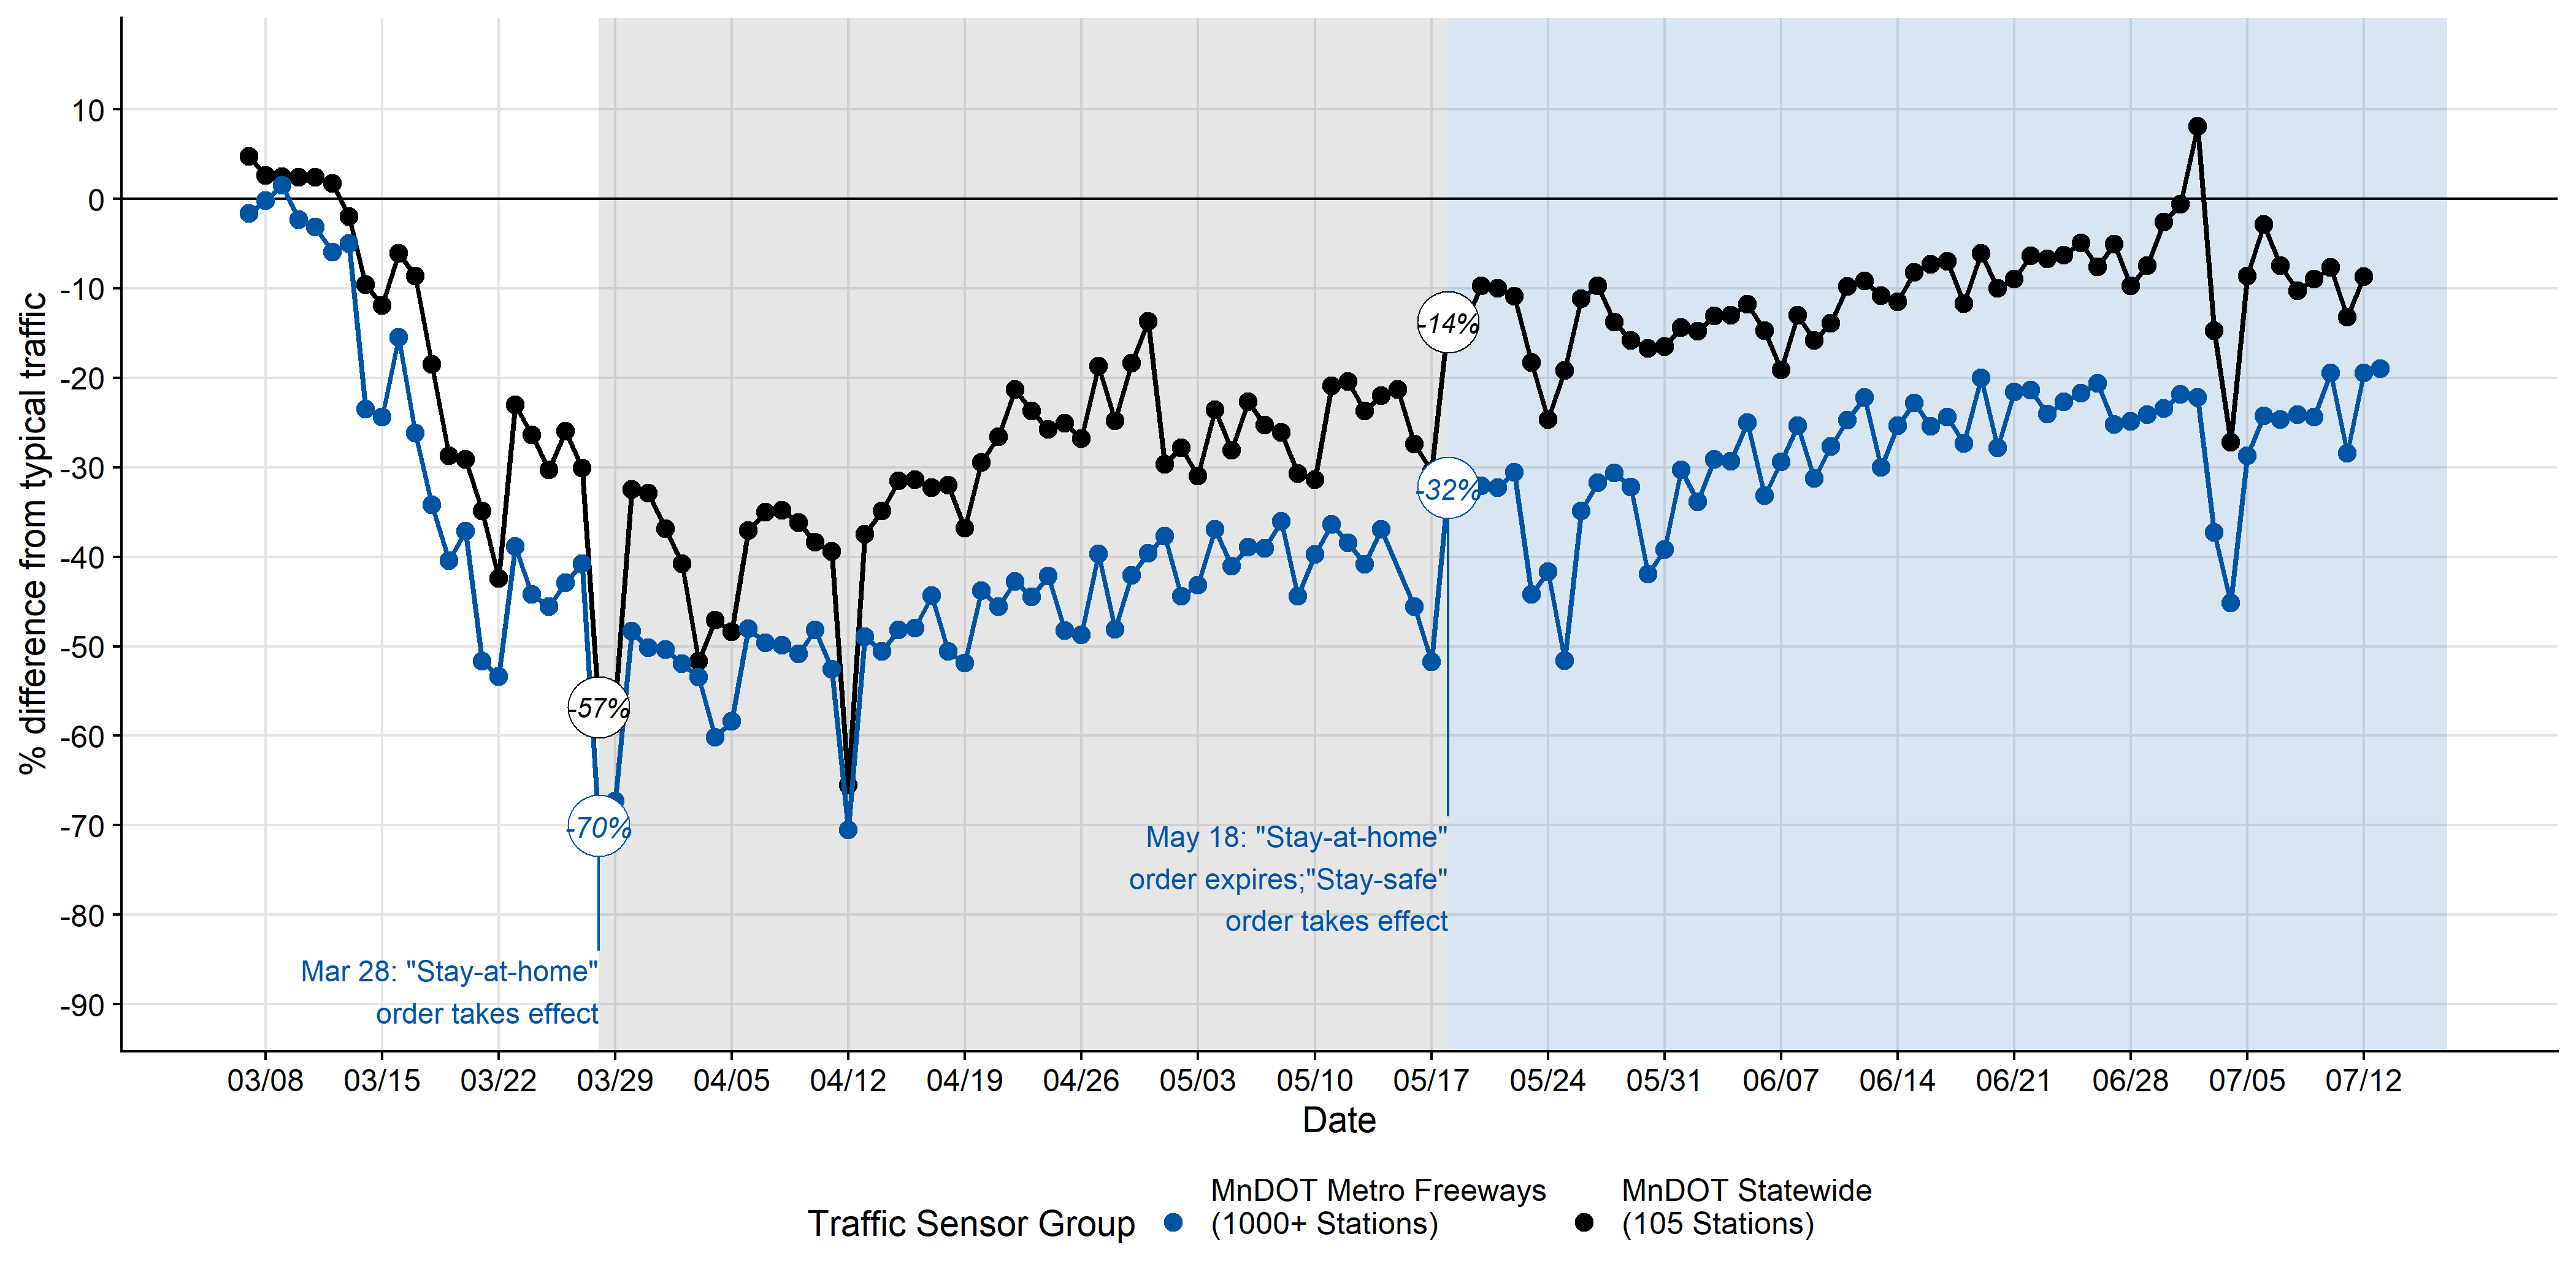 10
0
-10
-20
-30
-40
-50
-60
-70
-80
-90
% difference from typical traffic
-57%
-70%
-14%
-32%
Mar 28: "Stay-at-home"
order takes effect
May 18: "Stay-at-home"
order expires;"Stay-safe"
order takes effect
03/08 03/15 03/22 03/29 04/05 04/12 04/19 04/26 05/03 05/10 05/17 05/24 05/31 06/07 06/14 06/21 06/28 07/05 07/12
Date
Traffic Sensor Group
MnDOT Metro Freeways
(1000+ Stations)
MnDOT Statewide
(105 Stations)